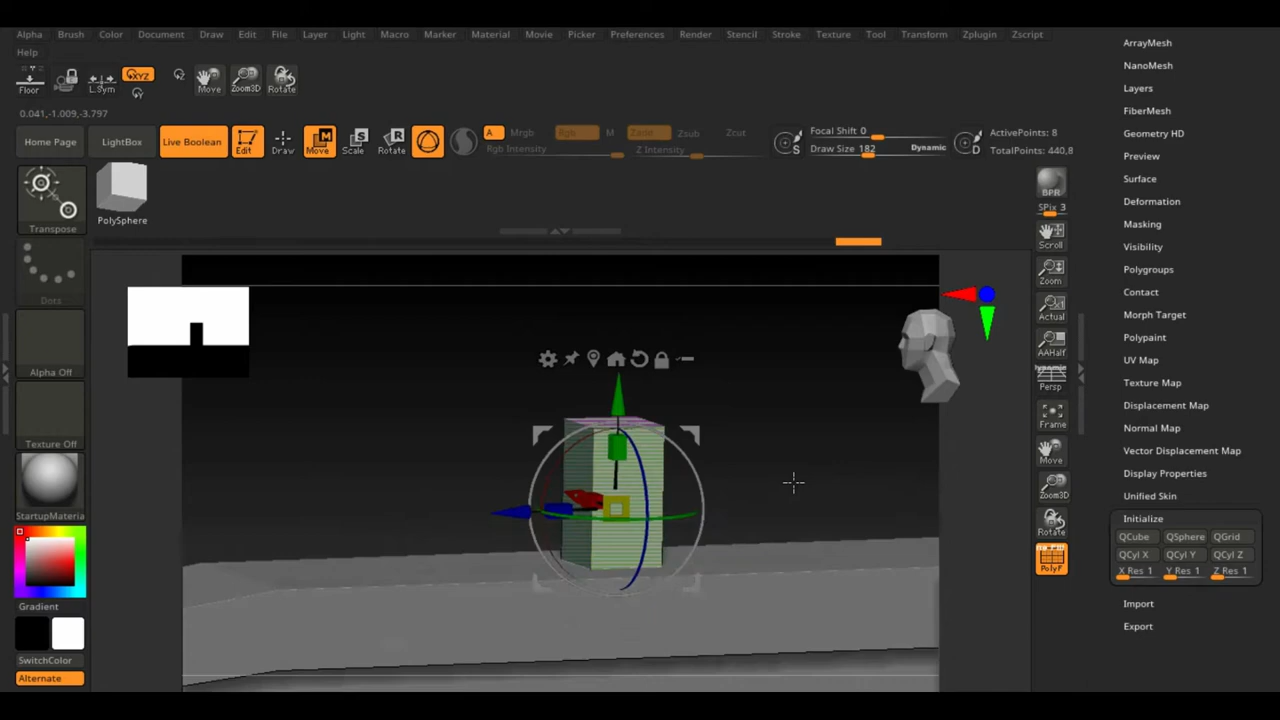 Alpha Brush Color Document Draw Edit File Layer Light Macro Marker Material Movie Picker Preferences Render Stencil Stroke Texture Tool Transform Zplugin Zscript
Help
Floor L.Sym XYZ Y Z Move Zoom3D Rotate
0.041,-1.009,-3.797
Home Page LightBox Live Boolean Edit Draw Move Scale Rotate
A Mrgb Rgb M Zadd Zsub Zcut
Rgb Intensity Z Intensity
S Focal Shift 0
Draw Size 182 Dynamic
D ActivePoints: 8
TotalPoints: 440,8
Transpose
PolySphere
Dots
Alpha Off
Texture Off
StartupMateria
Gradient
SwitchColor
Alternate
BPR
SPix 3
Scroll
Zoom
Actual
AAHalf
Dynamic
Persp
Frame
Move
Zoom3D
Rotate
PolyF
ArrayMesh
NanoMesh
Layers
FiberMesh
Geometry HD
Preview
Surface
Deformation
Masking
Visibility
Polygroups
Contact
Morph Target
Polypaint
UV Map
Texture Map
Displacement Map
Normal Map
Vector Displacement Map
Display Properties
Unified Skin
Initialize
QCube QSphere QGrid
QCyl X QCyl Y QCyl Z
X Res 1 Y Res 1 Z Res 1
Import
Export